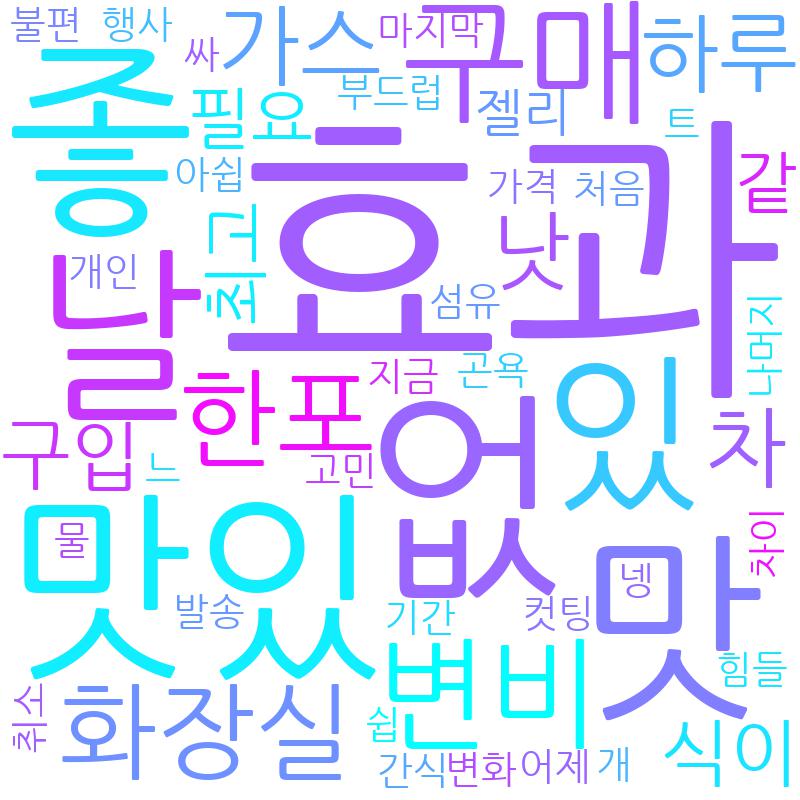 불편
행사
싸
가스
마지막
구매
하루
좋
필요
부드럽
젤리
트
효과
아쉽
가격
처음
같
날
개인
최고
섬유
낫
나머지
한포
지금
곤욕
없
있
차
구입
느
고민
맛있
물
맛
넹
차이
발송
기간
컷팅
변비
힘들
취소
화장실
쉽
간식
변화
어제
개
식이